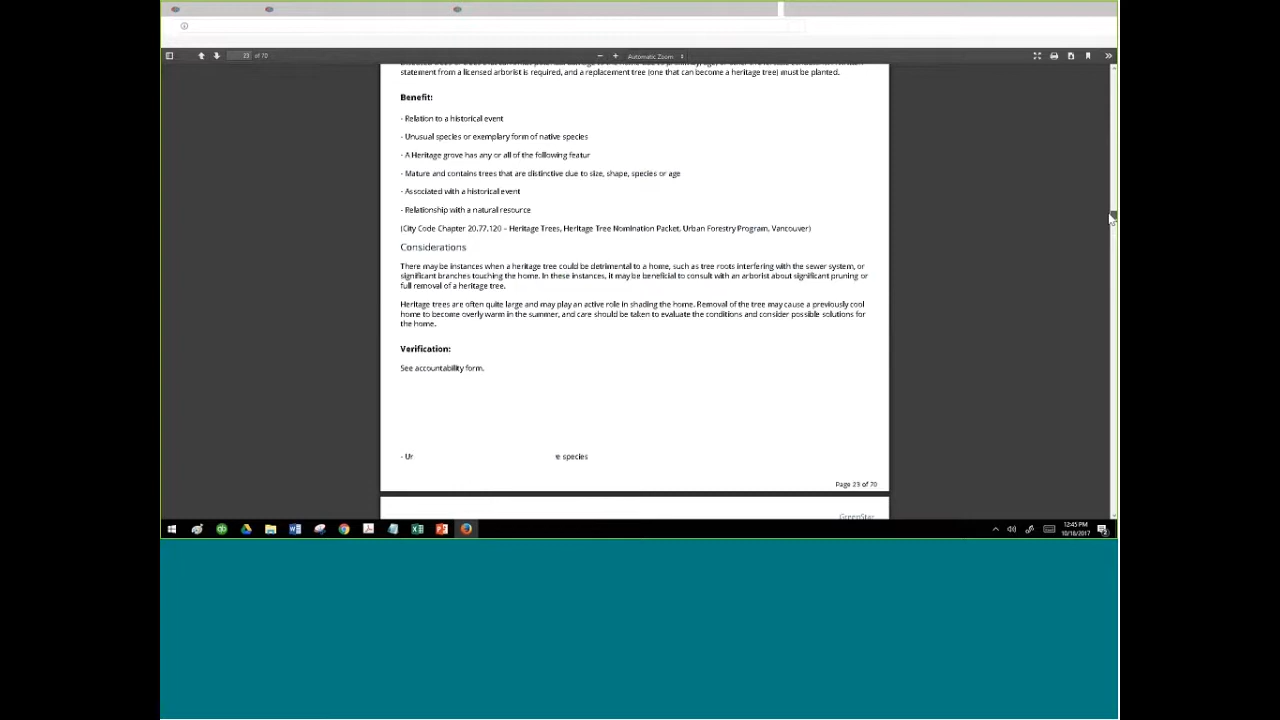 23 of 70
Automatic Zoom
statement from a licensed arborist is required, and a replacement tree (one that can become a heritage tree) must be planted.
Benefit:
- Relation to a historical event
- Unusual species or exemplary form of native species
- A Heritage grove has any or all of the following featur
- Mature and contains trees that are distinctive due to size, shape, species or age
- Associated with a historical event
- Relationship with a natural resource
(City Code Chapter 20.77.120 – Heritage Trees, Heritage Tree Nomination Packet, Urban Forestry Program, Vancouver)
Considerations
There may be instances when a heritage tree could be detrimental to a home, such as tree roots interfering with the sewer system, or
significant branches touching the home. In these instances, it may be beneficial to consult with an arborist about significant pruning or
full removal of a heritage tree.
Heritage trees are often quite large and may play an active role in shading the home. Removal of the tree may cause a previously cool
home to become overly warm in the summer, and care should be taken to evaluate the conditions and consider possible solutions for
the home.
Verification:
See accountability form.
- Ur e species
Page 23 of 70
GreenStar
12:45 PM
10/18/2017